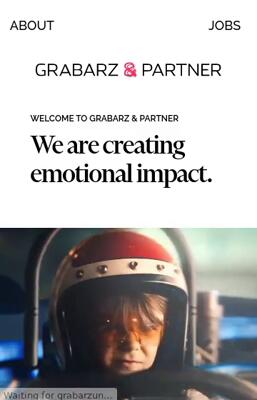 ABOUT JOBS
GRABARZ & PARTNER
WELCOME TO GRABARZ & PARTNER
We are creating
emotional impact.
Waiting for grabarzun...